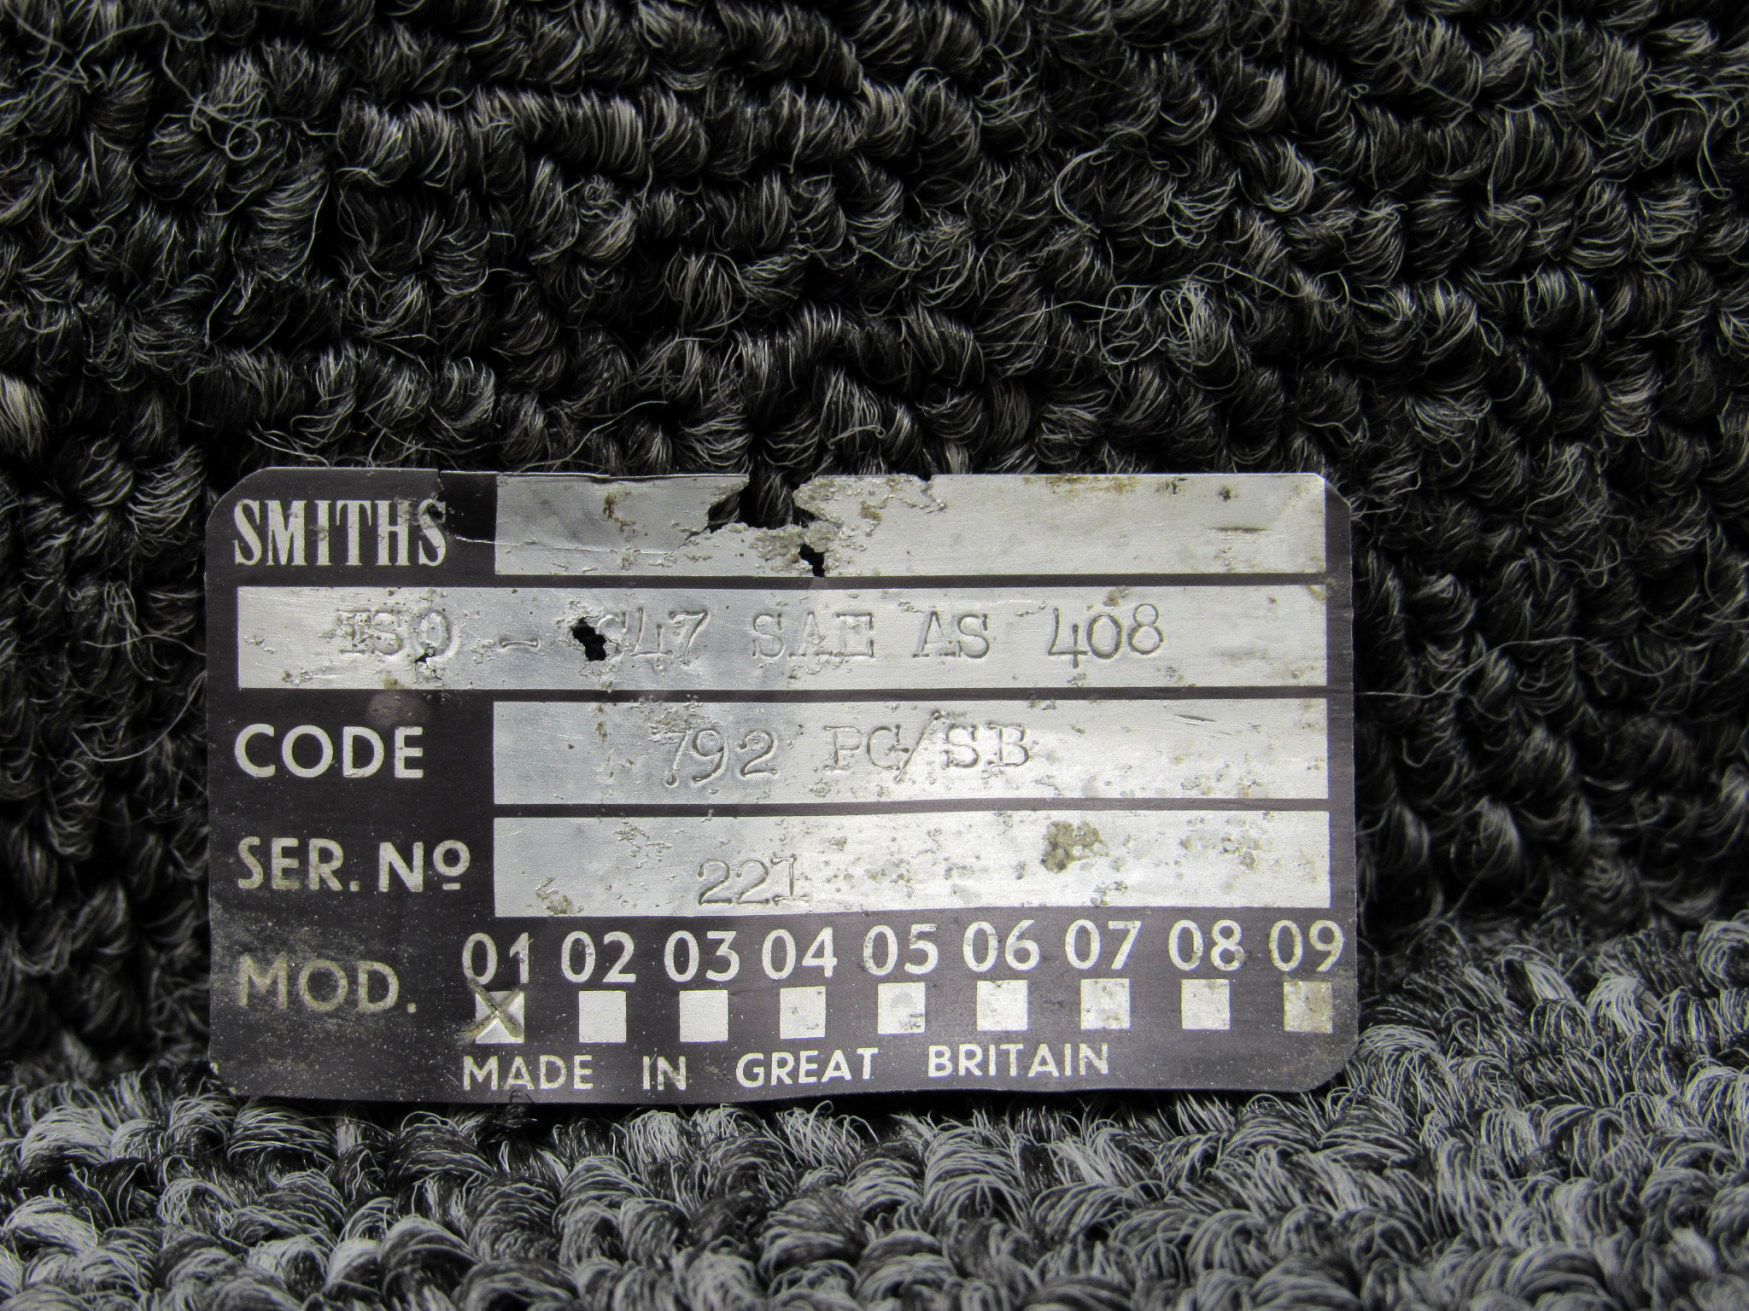 SMITHS
TSO - C47 SAE AS 408
CODE 792 PG/SB
SER. Nº 221
MOD. 01 02 03 04 05 06 07 08 09
X
MADE IN GREAT BRITAIN